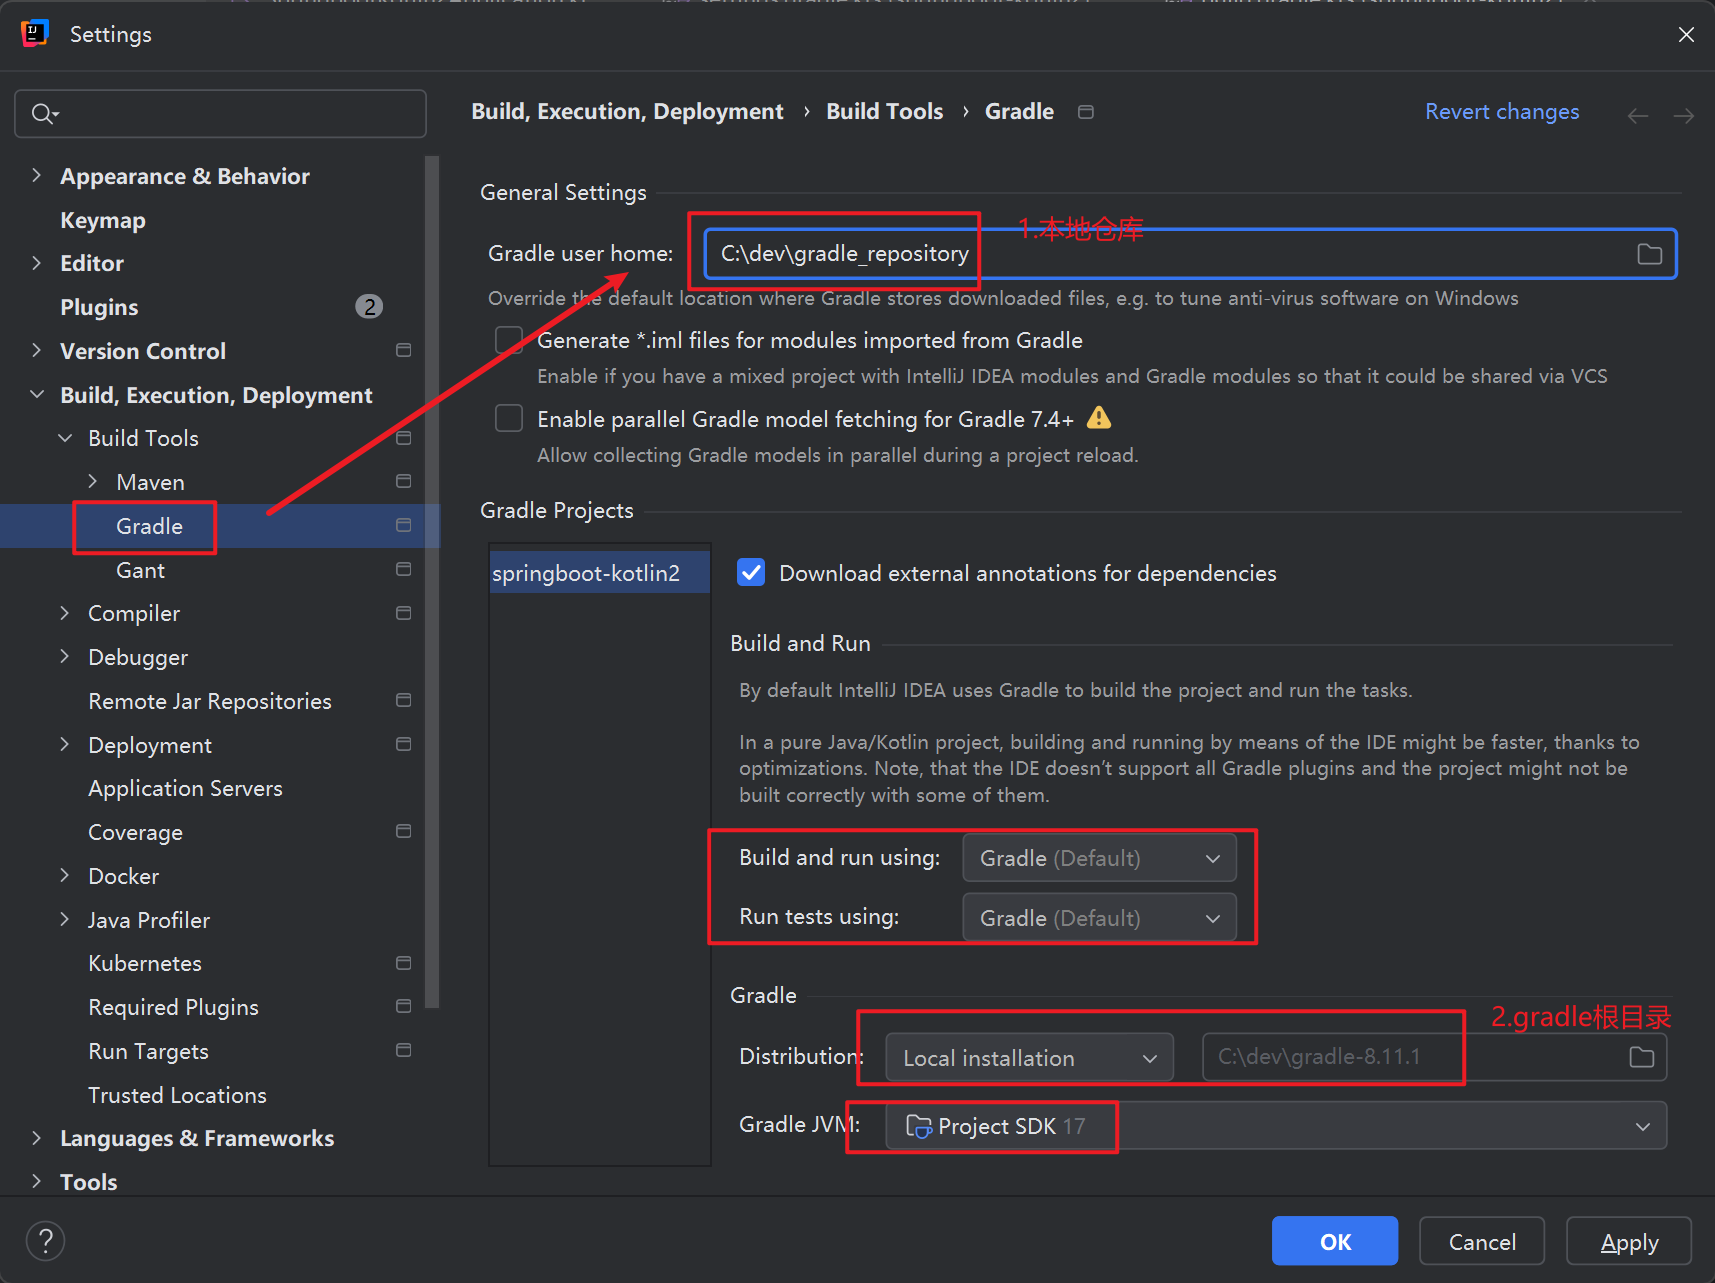 Settings
Build, Execution, Deployment › Build Tools › Gradle
Revert changes
Appearance & Behavior
Keymap
Editor
Plugins 2
Version Control
Build, Execution, Deployment
Build Tools
Maven
Gradle
Gant
Compiler
Debugger
Remote Jar Repositories
Deployment
Application Servers
Coverage
Docker
Java Profiler
Kubernetes
Required Plugins
Run Targets
Trusted Locations
Languages & Frameworks
Tools
General Settings
1.本地仓库
Gradle user home: C:\dev\gradle_repository
Override the default location where Gradle stores downloaded files, e.g. to tune anti-virus software on Windows
Generate *.iml files for modules imported from Gradle
Enable if you have a mixed project with IntelliJ IDEA modules and Gradle modules so that it could be shared via VCS
Enable parallel Gradle model fetching for Gradle 7.4+
Allow collecting Gradle models in parallel during a project reload.
Gradle Projects
springboot-kotlin2
Download external annotations for dependencies
Build and Run
By default IntelliJ IDEA uses Gradle to build the project and run the tasks.
In a pure Java/Kotlin project, building and running by means of the IDE might be faster, thanks to
optimizations. Note, that the IDE doesn't support all Gradle plugins and the project might not be
built correctly with some of them.
Build and run using: Gradle (Default)
Run tests using: Gradle (Default)
Gradle
2.gradle根目录
Distribution: Local installation C:\dev\gradle-8.11.1
Gradle JVM: Project SDK 17
?
OK
Cancel
Apply